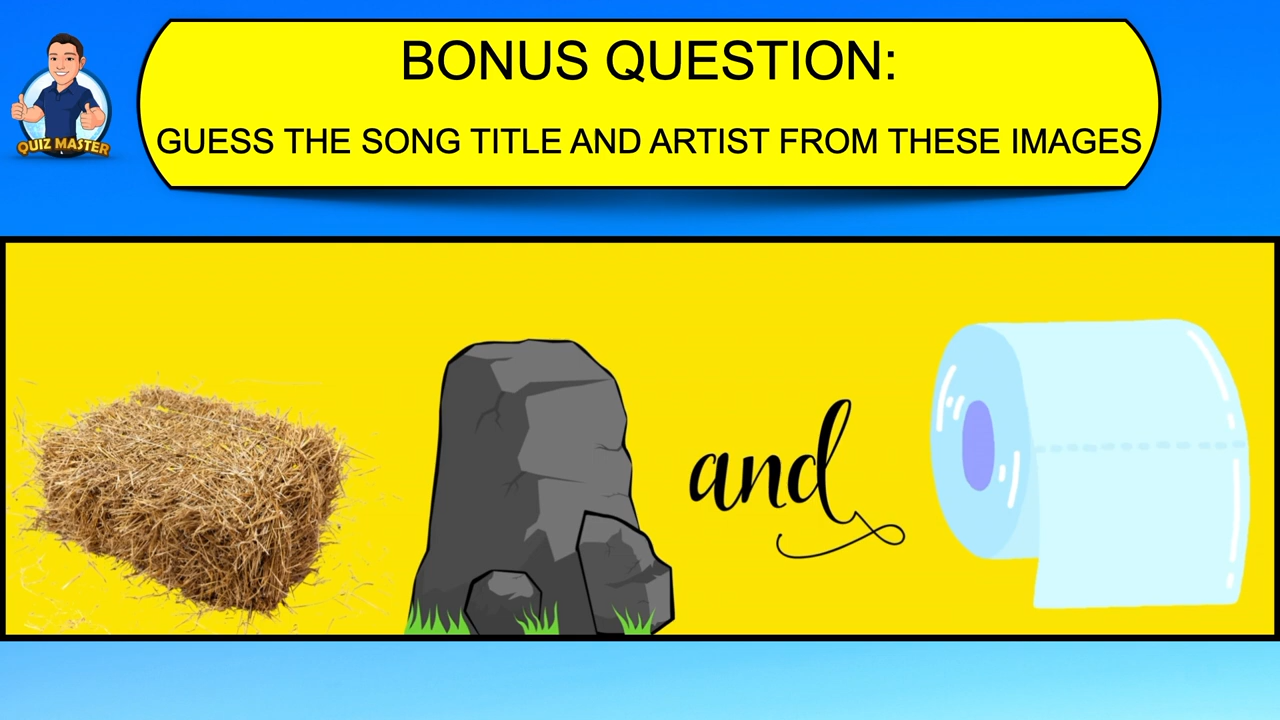 BONUS QUESTION:
GUESS THE SONG TITLE AND ARTIST FROM THESE IMAGES
QUIZ MASTER
and